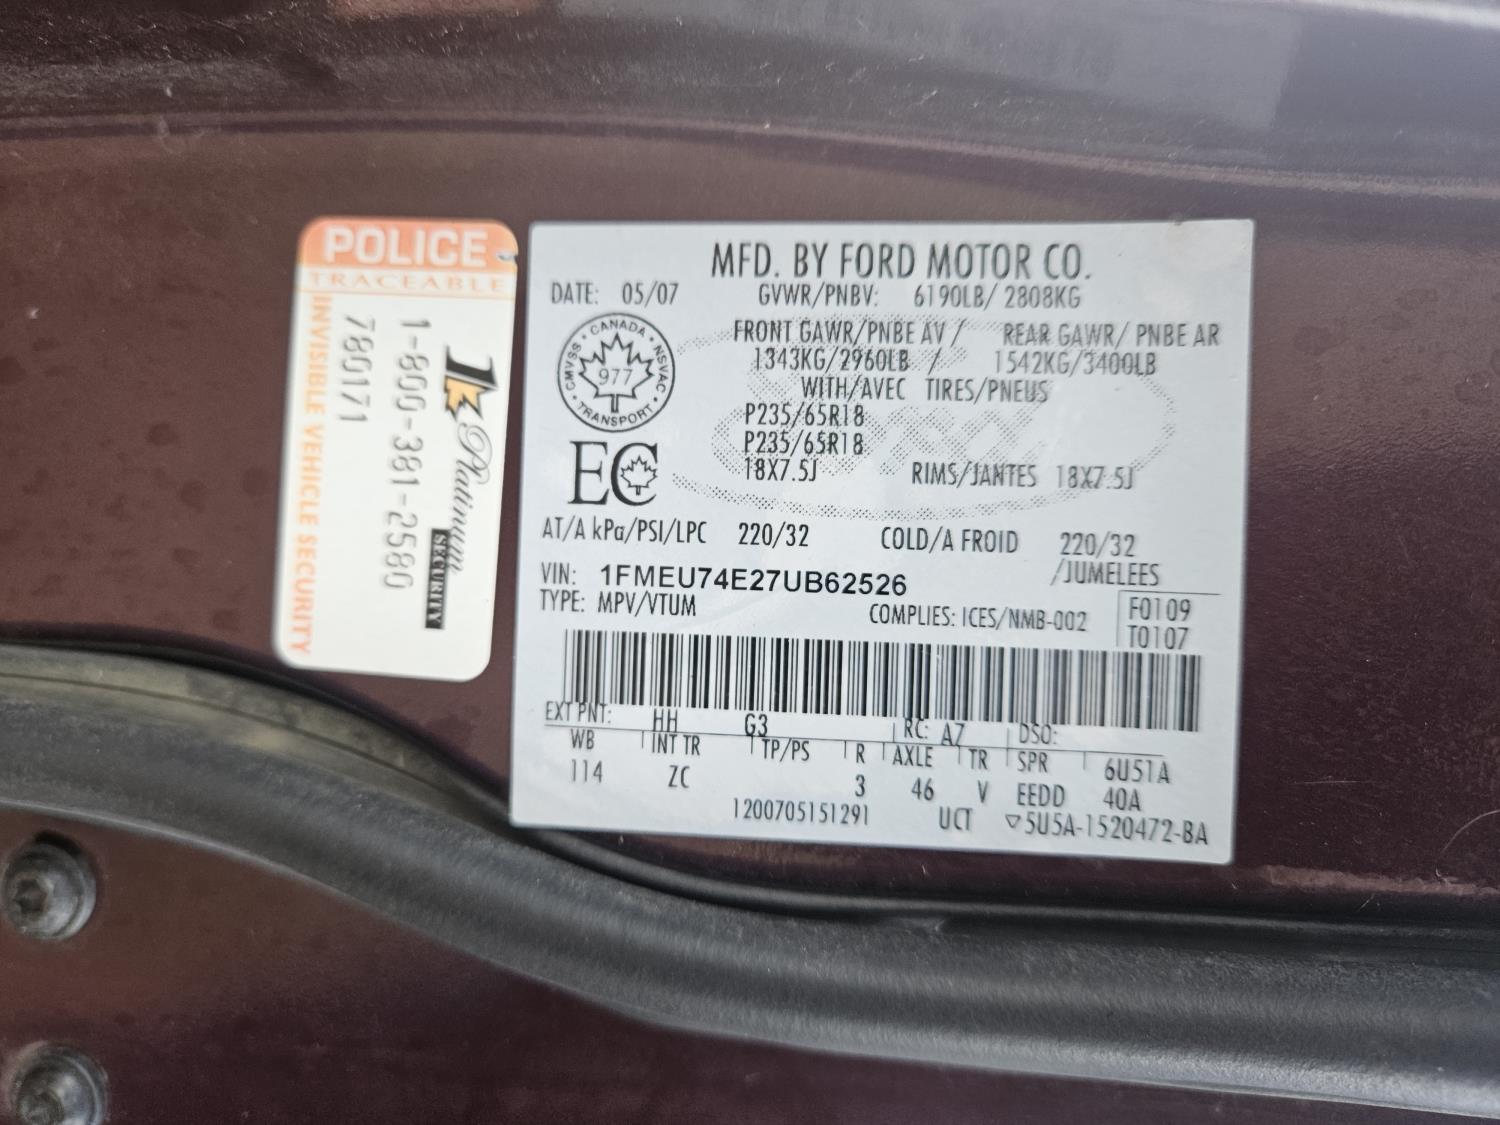 POLICE
TRACEABLE
INVISIBLE VEHICLE SECURITY
780171
1-800-381-2580
1
Platinum
SECURITY
MFD. BY FORD MOTOR CO.
DATE: 05/07 GVWR/PNBV: 6190LB/ 2808KG
FRONT GAWR/PNBE AV / REAR GAWR/ PNBE AR
1343KG/2960LB / 1542KG/3400LB
WITH/AVEC TIRES/PNEUS
P235/65R18
P235/65R18
18X7.5J RIMS/JANTES 18X7.5J
CANADA
CMVSS 977 NSVAC
TRANSPORT
EC
AT/A kPa/PSI/LPC 220/32 COLD/A FROID 220/32
/JUMELEES
VIN: 1FMEU74E27UB62526
TYPE: MPV/VTUM COMPLIES: ICES/NMB-002
F0109
T0107
EXT PNT: HH G3 RC: A7 DSO:
WB INT TR TP/PS R AXLE TR SPR 6U51A
114 ZC 3 46 V EEDD 40A
1200705151291 UCT ▽5U5A-1520472-BA